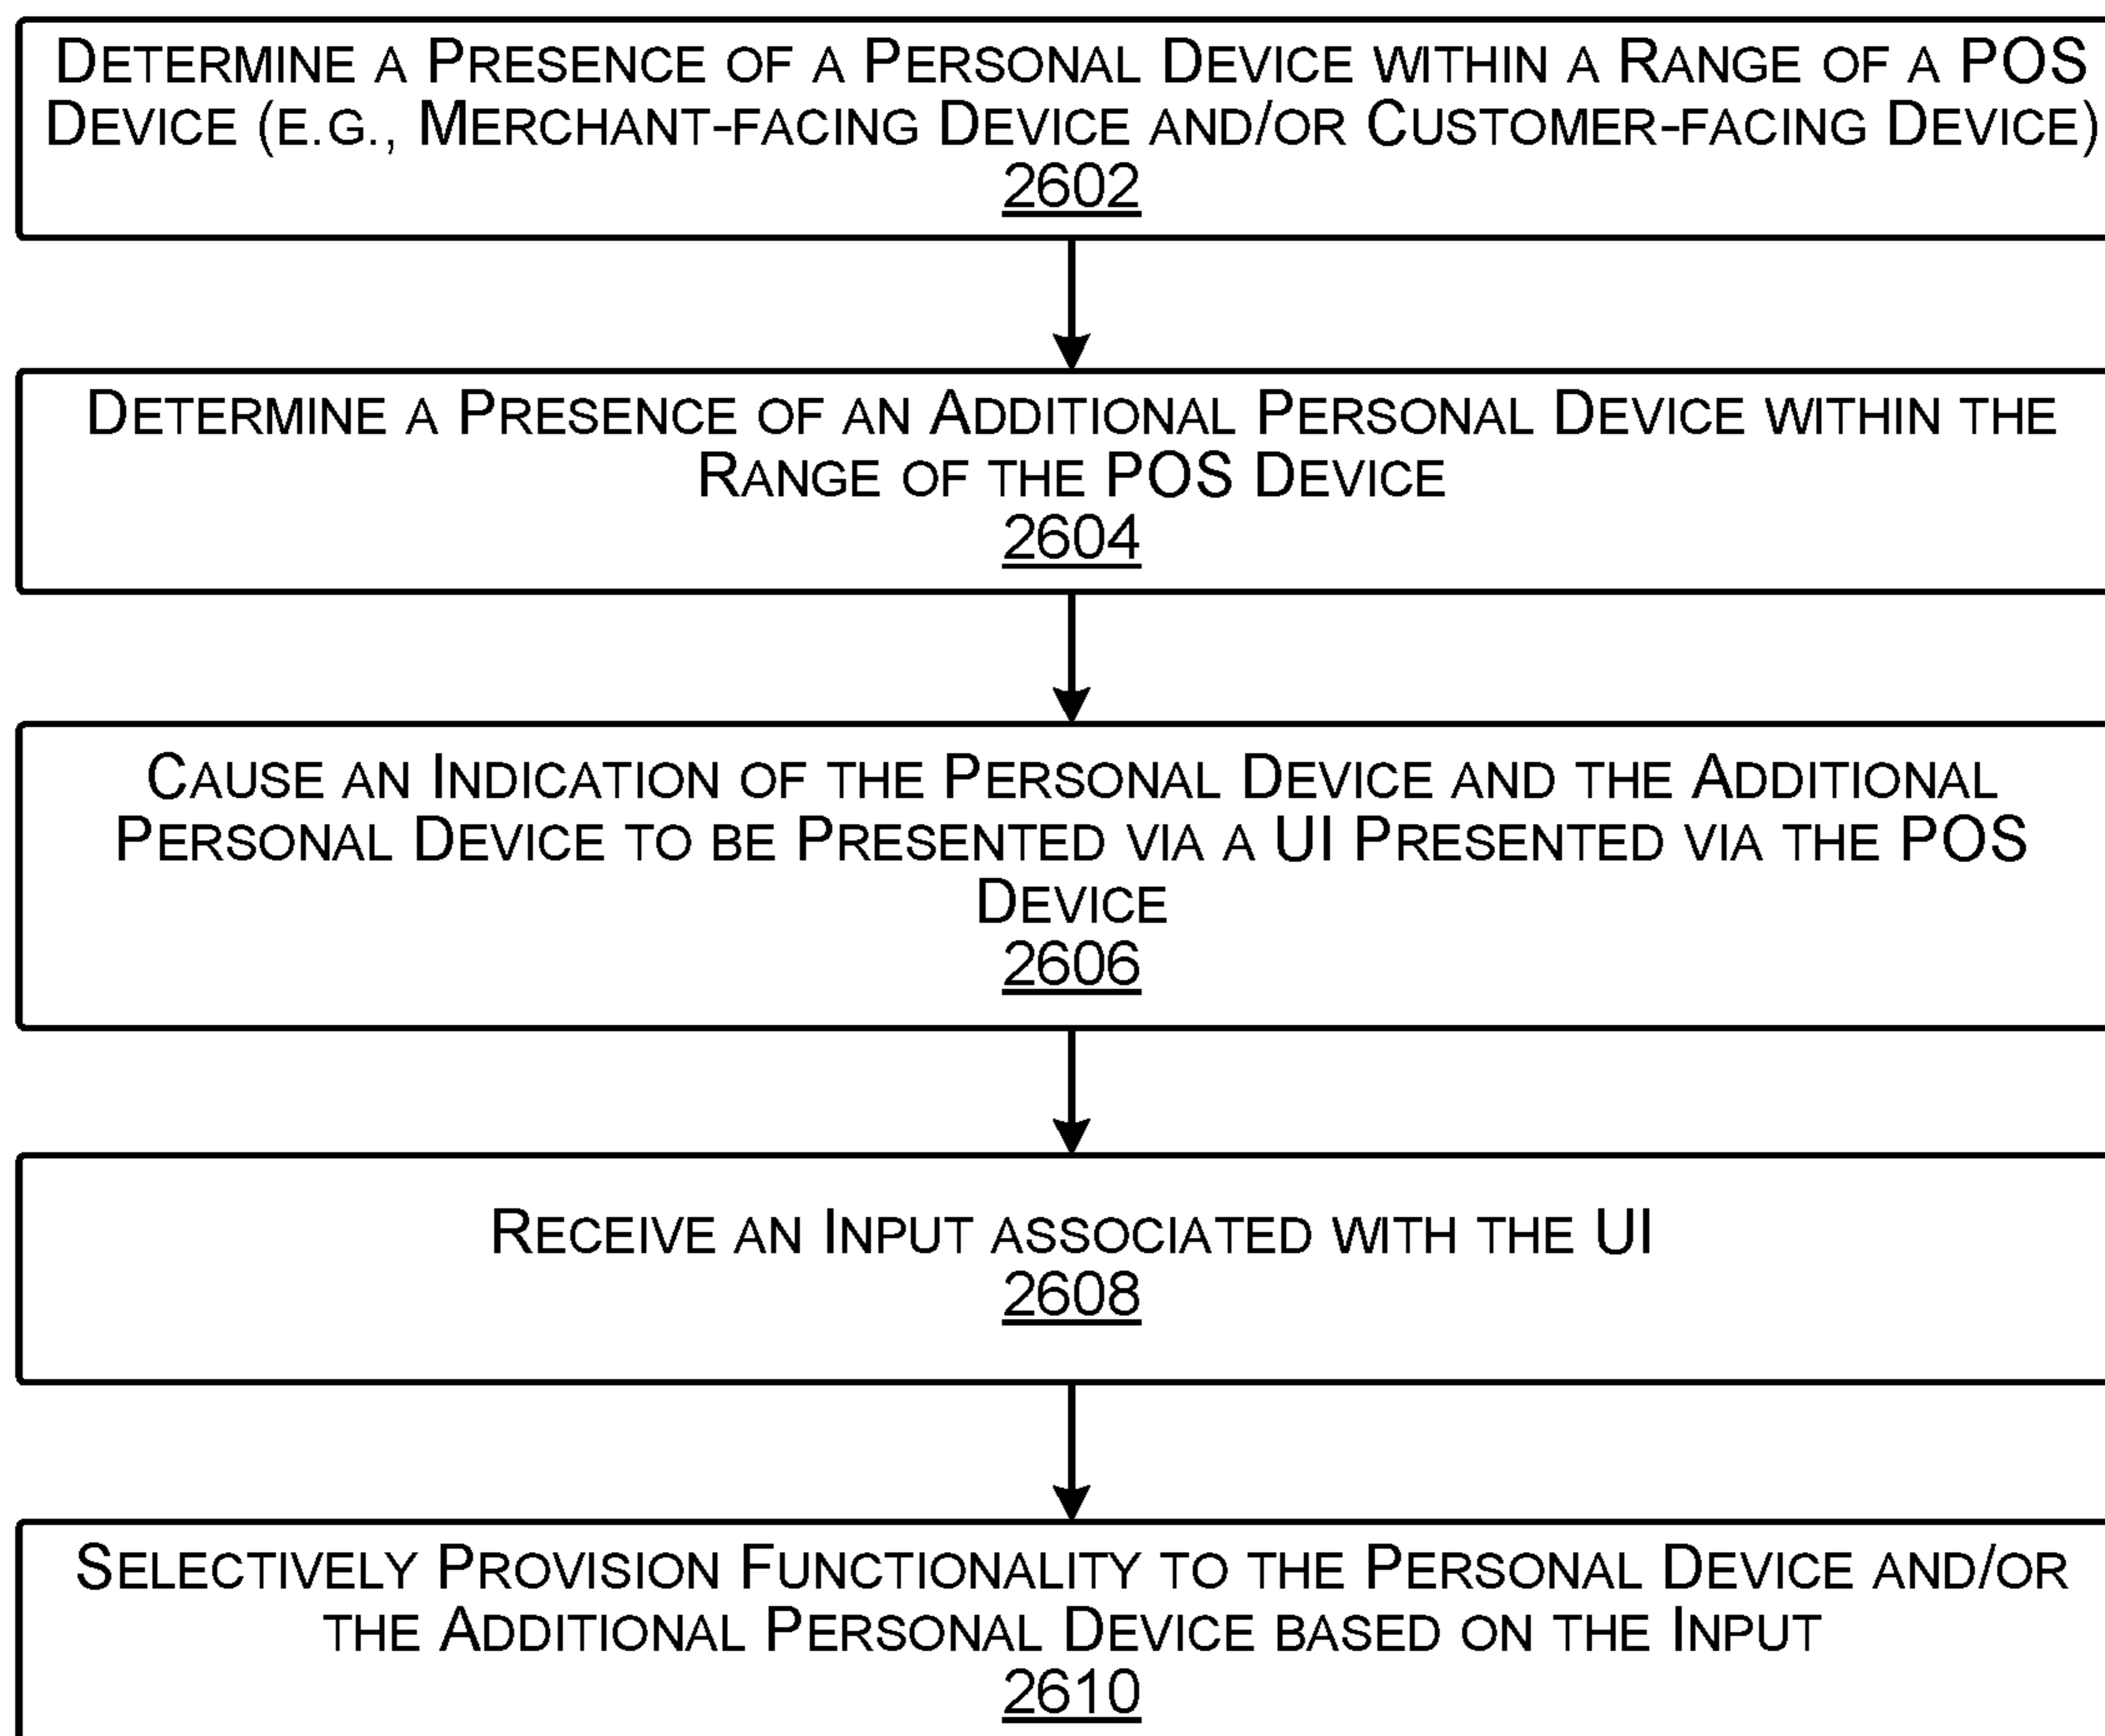 DETERMINE A PRESENCE OF A PERSONAL DEVICE WITHIN A RANGE OF A POS
DEVICE (E.G., MERCHANT-FACING DEVICE AND/OR CUSTOMER-FACING DEVICE)
2602
DETERMINE A PRESENCE OF AN ADDITIONAL PERSONAL DEVICE WITHIN THE
RANGE OF THE POS DEVICE
2604
CAUSE AN INDICATION OF THE PERSONAL DEVICE AND THE ADDITIONAL
PERSONAL DEVICE TO BE PRESENTED VIA A UI PRESENTED VIA THE POS
DEVICE
2606
RECEIVE AN INPUT ASSOCIATED WITH THE UI
2608
SELECTIVELY PROVISION FUNCTIONALITY TO THE PERSONAL DEVICE AND/OR
THE ADDITIONAL PERSONAL DEVICE BASED ON THE INPUT
2610